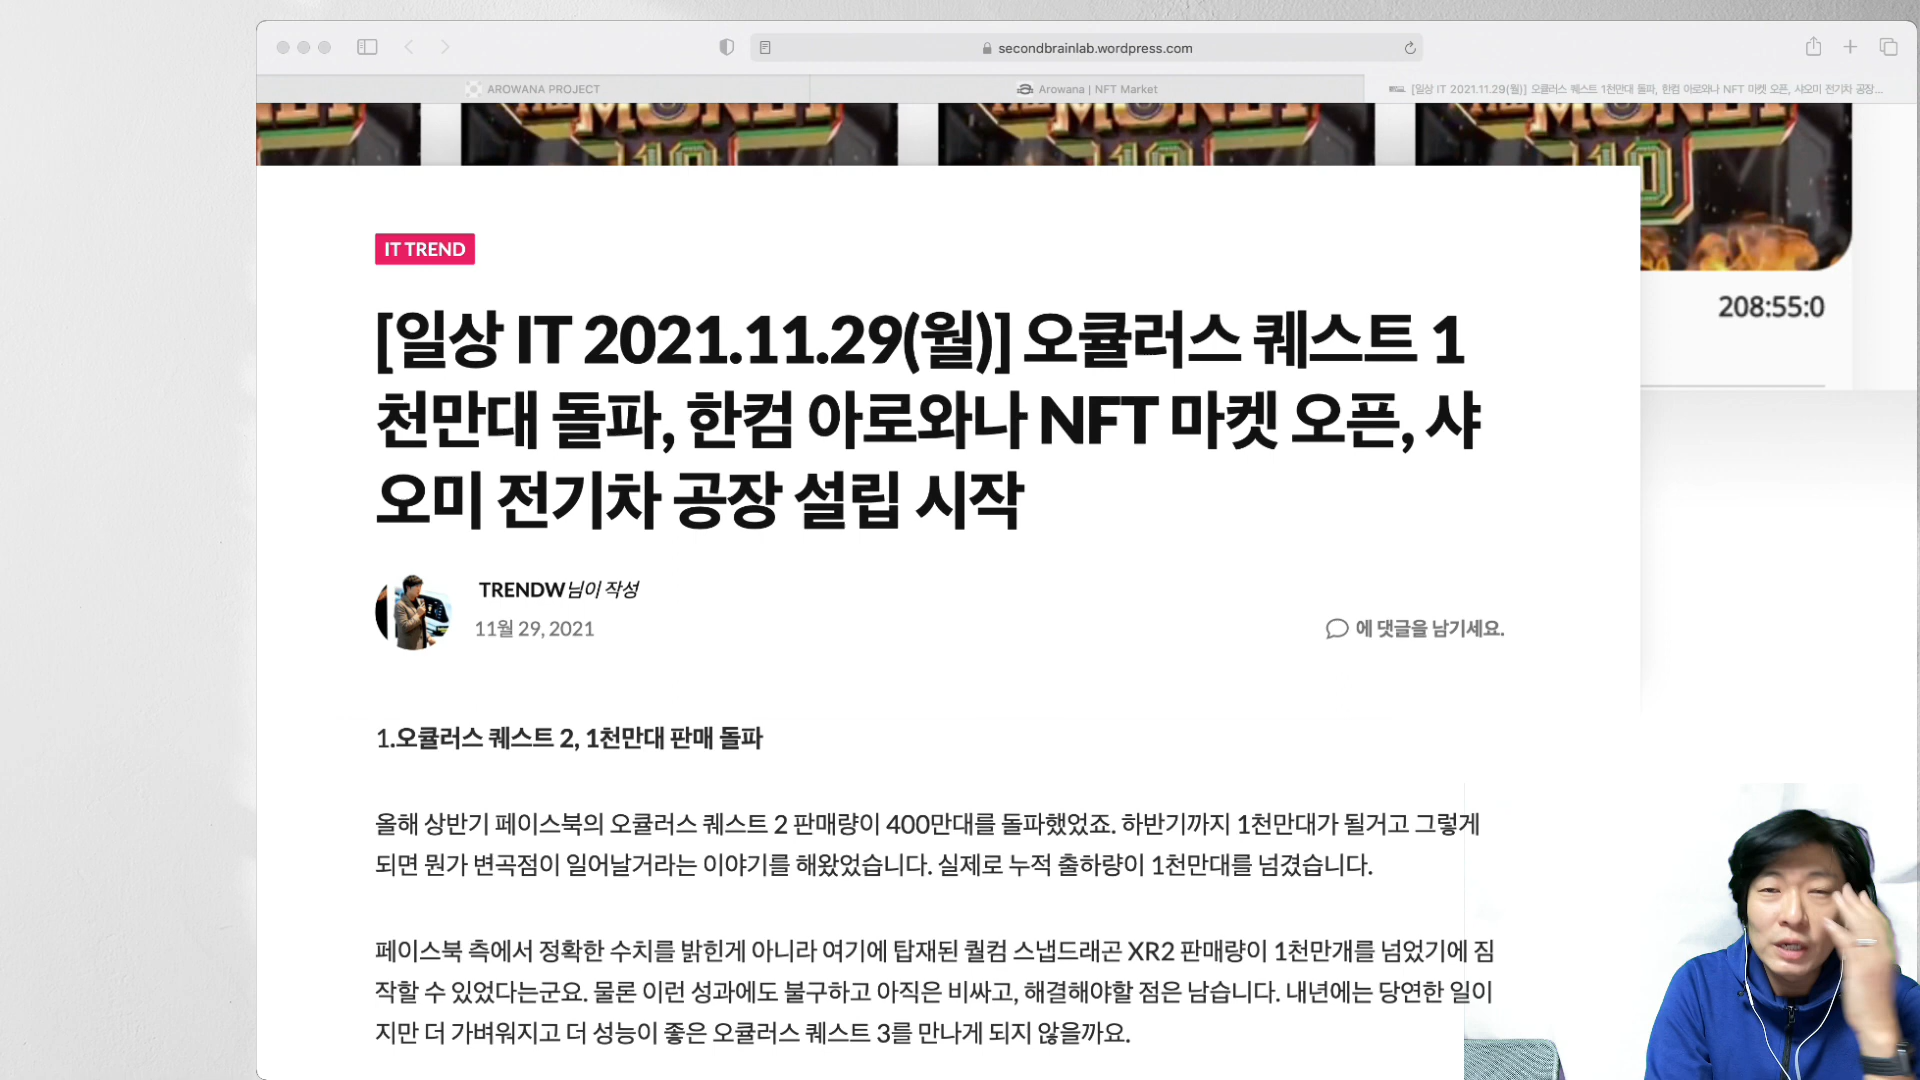 secondbrainlab.wordpress.com
AROWANA PROJECT
Arowana | NFT Market
[일상 IT 2021.11.29(월)] 오큘러스 퀘스트 1천만대 돌파, 한컴 아로와나 NFT 마켓 오픈, 샤오미 전기차 공장...
208:55:0
IT TREND
[일상 IT 2021.11.29(월)] 오큘러스 퀘스트 1
천만대 돌파, 한컴 아로와나 NFT 마켓 오픈, 샤
오미 전기차 공장 설립 시작
TRENDW님이 작성
11월 29, 2021
에 댓글을 남기세요.
1.오큘러스 퀘스트 2, 1천만대 판매 돌파
올해 상반기 페이스북의 오큘러스 퀘스트 2 판매량이 400만대를 돌파했었죠. 하반기까지 1천만대가 될거고 그렇게
되면 뭔가 변곡점이 일어날거라는 이야기를 해왔었습니다. 실제로 누적 출하량이 1천만대를 넘겼습니다.
페이스북 측에서 정확한 수치를 밝힌게 아니라 여기에 탑재된 퀄컴 스냅드래곤 XR2 판매량이 1천만개를 넘었기에 짐
작할 수 있었다는군요. 물론 이런 성과에도 불구하고 아직은 비싸고, 해결해야할 점은 남습니다. 내년에는 당연한 일이
지만 더 가벼워지고 더 성능이 좋은 오큘러스 퀘스트 3를 만나게 되지 않을까요.